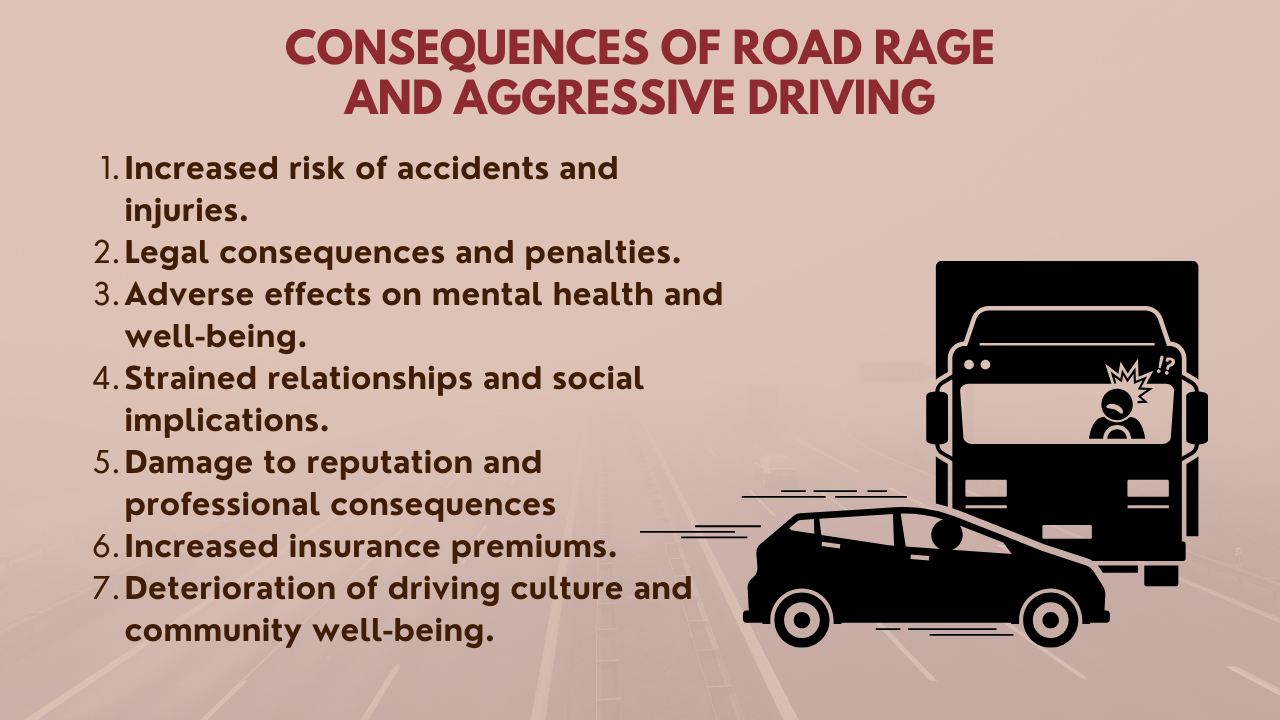 CONSEQUENCES OF ROAD RAGE
AND AGGRESSIVE DRIVING
1. Increased risk of accidents and
injuries.
2. Legal consequences and penalties.
3. Adverse effects on mental health and
well-being.
4. Strained relationships and social
implications.
5. Damage to reputation and
professional consequences
6. Increased insurance premiums.
7. Deterioration of driving culture and
community well-being.
!?